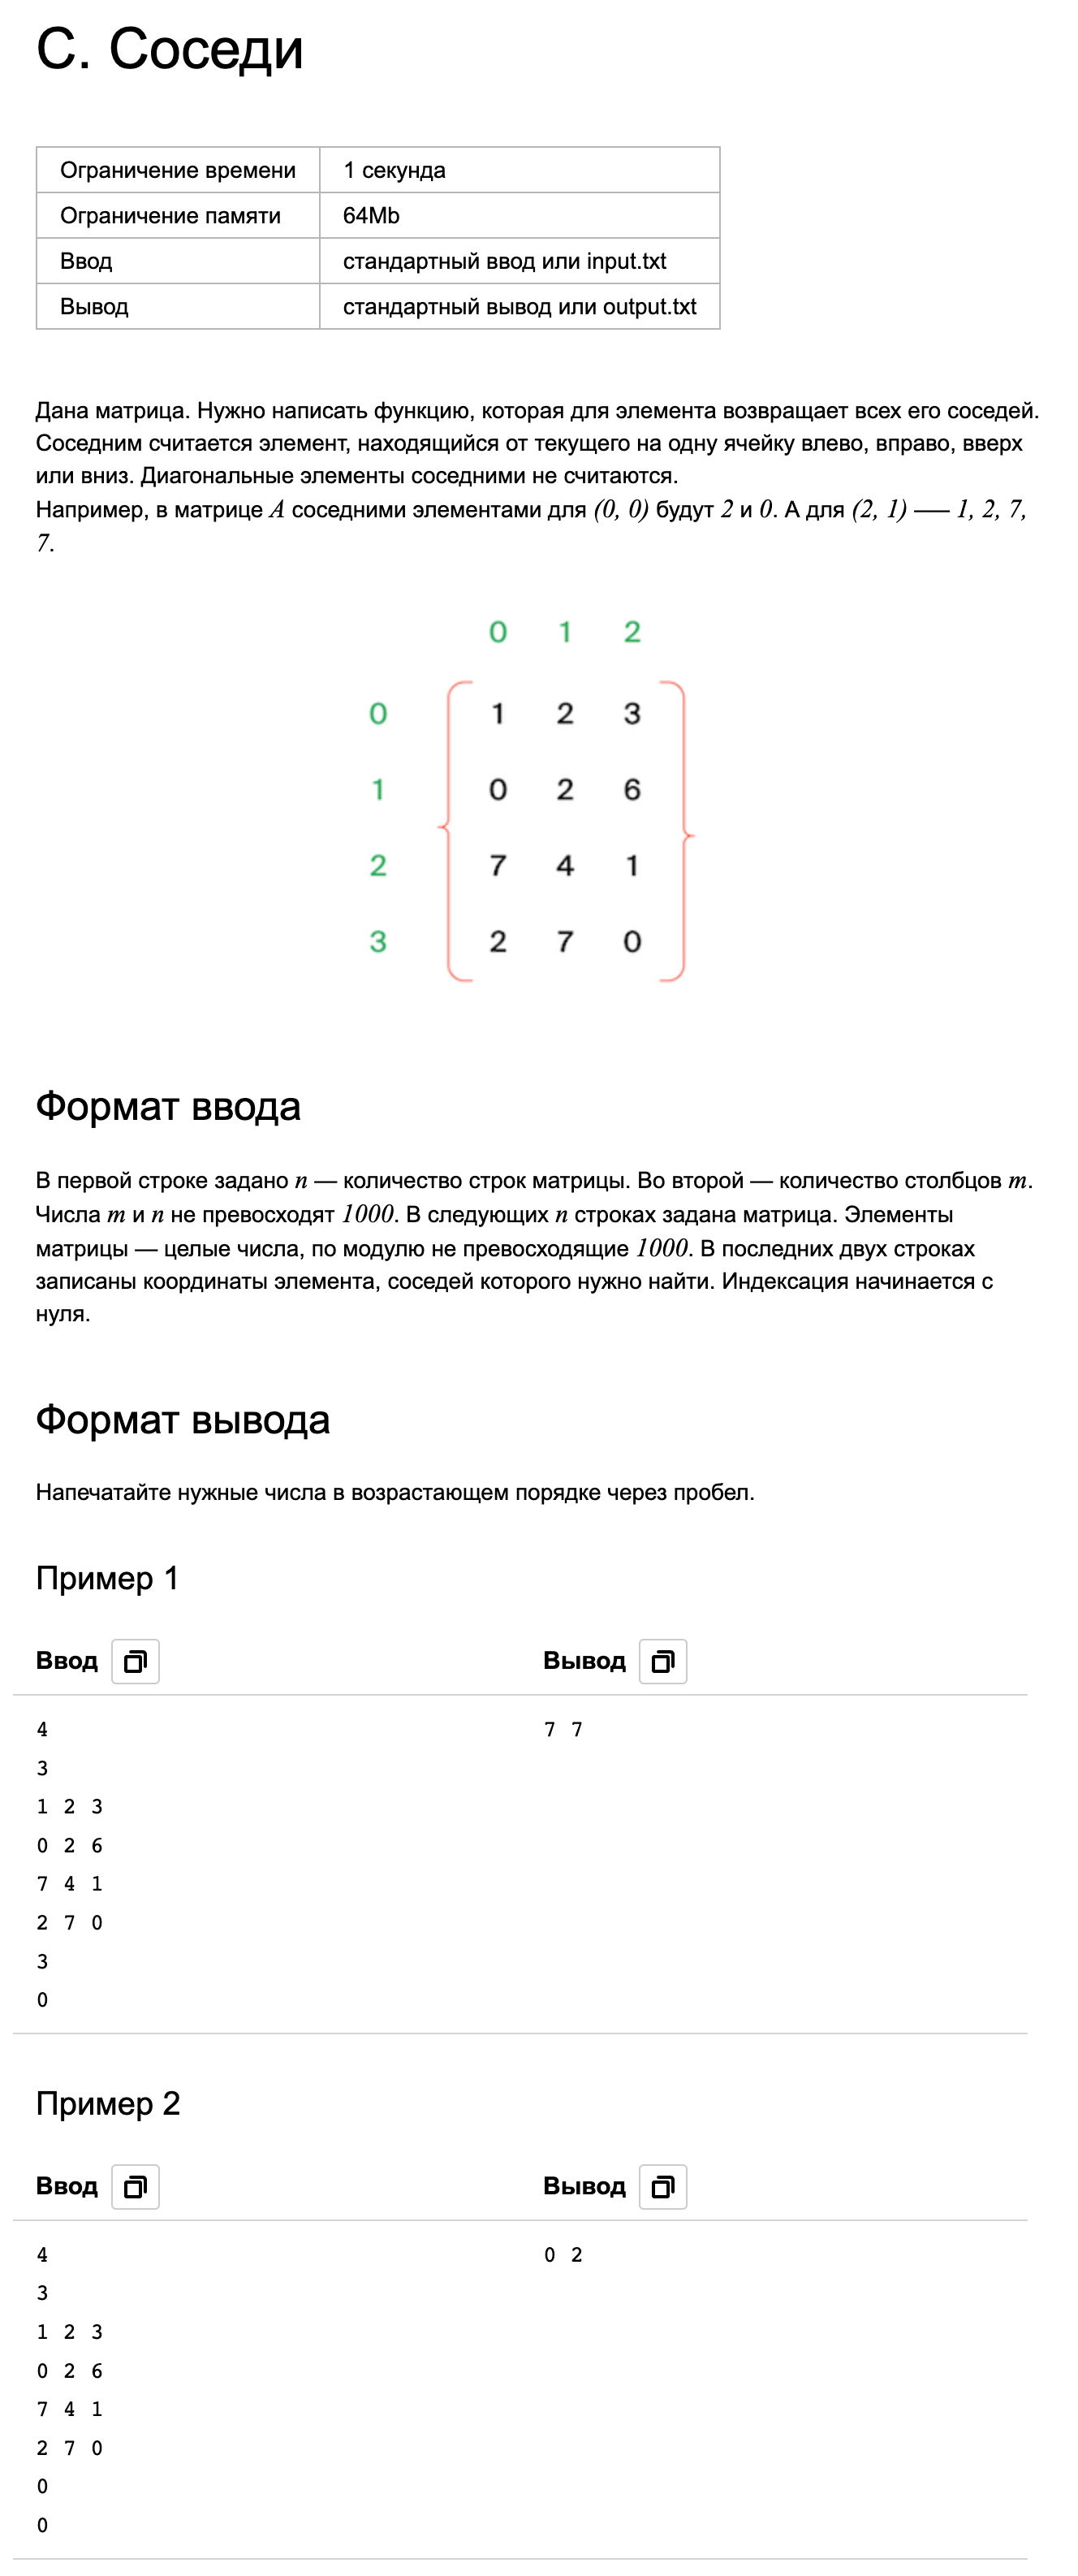 C. Соседи
Ограничение времени 1 секунда
Ограничение памяти 64Mb
Ввод стандартный ввод или input.txt
Вывод стандартный вывод или output.txt
Дана матрица. Нужно написать функцию, которая для элемента возвращает всех его соседей.
Соседним считается элемент, находящийся от текущего на одну ячейку влево, вправо, вверх
или вниз. Диагональные элементы соседними не считаются.
Например, в матрице A соседними элементами для (0, 0) будут 2 и 0. А для (2, 1) — 1, 2, 7,
7.
0 1 2
0 1 2 3
1 0 2 6
2 7 4 1
3 2 7 0
Формат ввода
В первой строке задано n — количество строк матрицы. Во второй — количество столбцов m.
Числа m и n не превосходят 1000. В следующих n строках задана матрица. Элементы
матрицы — целые числа, по модулю не превосходящие 1000. В последних двух строках
записаны координаты элемента, соседей которого нужно найти. Индексация начинается с
нуля.
Формат вывода
Напечатайте нужные числа в возрастающем порядке через пробел.
Пример 1
Ввод Вывод
4 7 7
3
1 2 3
0 2 6
7 4 1
2 7 0
3
0
Пример 2
Ввод Вывод
4 0 2
3
1 2 3
0 2 6
7 4 1
2 7 0
0
0